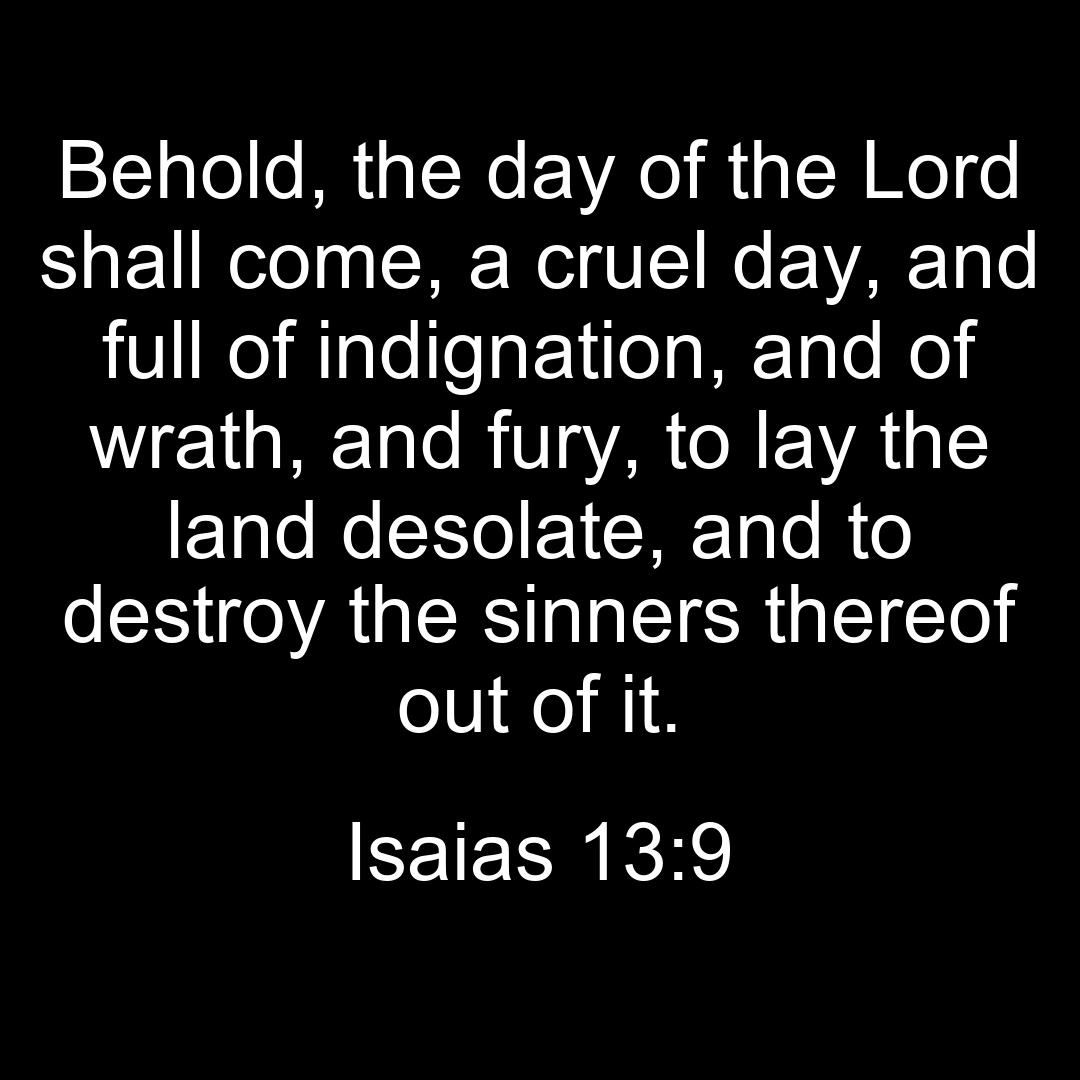 Behold, the day of the Lord
shall come, a cruel day, and
full of indignation, and of
wrath, and fury, to lay the
land desolate, and to
destroy the sinners thereof
out of it.
Isaias 13:9